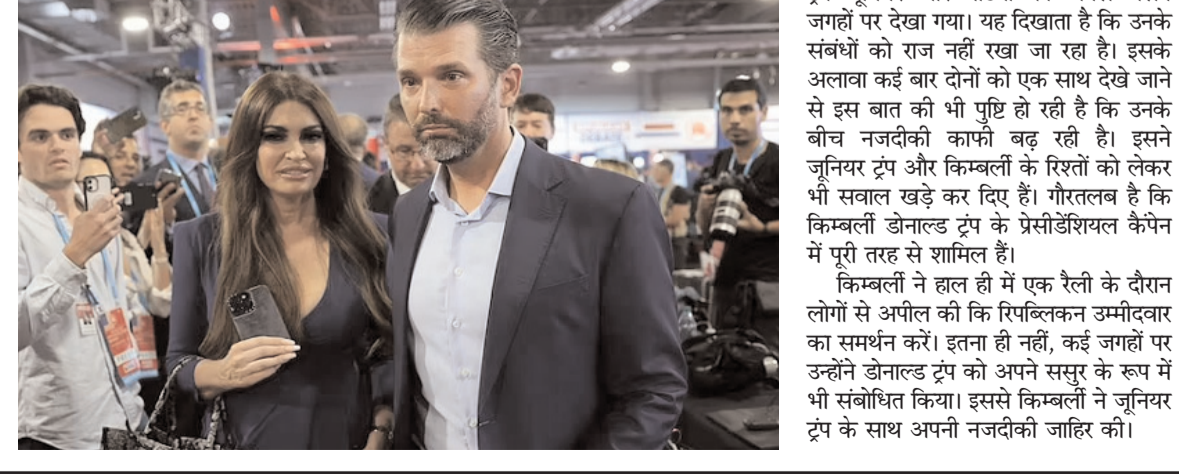 जगहों पर देखा गया। यह दिखाता है कि उनके
संबंधों को राज नहीं रखा जा रहा है। इसके
अलावा कई बार दोनों को एक साथ देखे जाने
से इस बात की भी पुष्टि हो रही है कि उनके
बीच नजदीकी काफी बढ़ रही है। इसने
जूनियर ट्रंप और किम्बर्ली के रिश्तों को लेकर
भी सवाल खड़े कर दिए हैं। गौरतलब है कि
किम्बर्ली डोनाल्ड ट्रंप के प्रेसीडेंशियल कैंपेन
में पूरी तरह से शामिल हैं।
किम्बर्ली ने हाल ही में एक रैली के दौरान
लोगों से अपील की कि रिपब्लिकन उम्मीदवार
का समर्थन करें। इतना ही नहीं, कई जगहों पर
उन्होंने डोनाल्ड ट्रंप को अपने ससुर के रूप में
भी संबोधित किया। इससे किम्बर्ली ने जूनियर
ट्रंप के साथ अपनी नजदीकी जाहिर की।